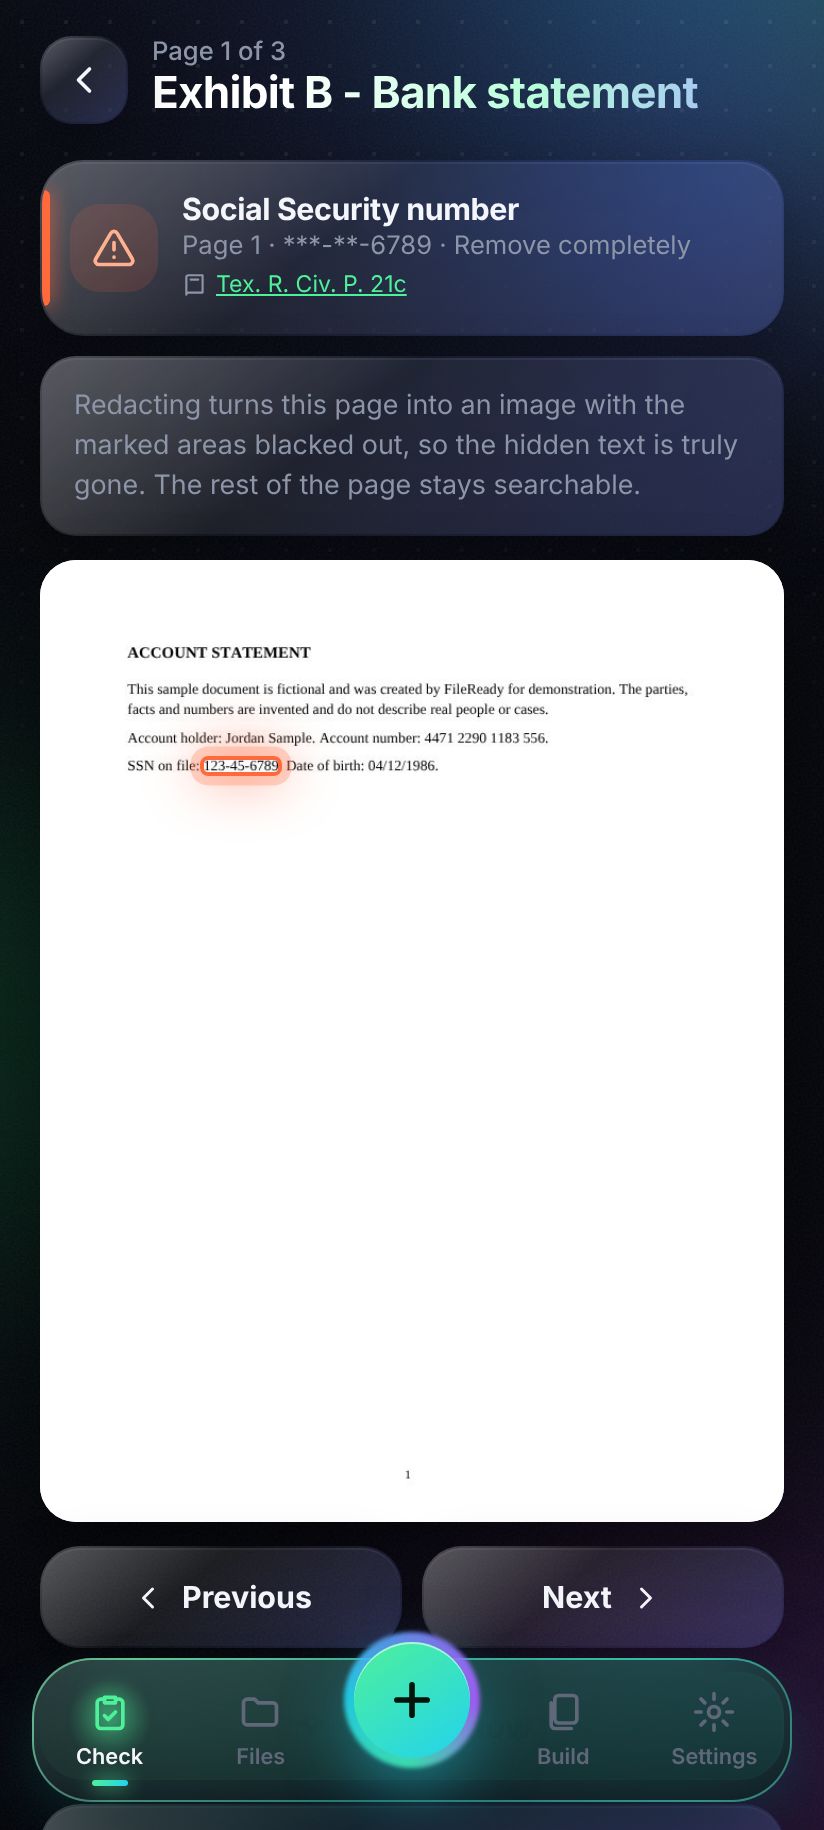 Page 1 of 3
Exhibit B - Bank statement
Social Security number
Page 1 · ***-**-6789 · Remove completely
Tex. R. Civ. P. 21c
Redacting turns this page into an image with the
marked areas blacked out, so the hidden text is truly
gone. The rest of the page stays searchable.
ACCOUNT STATEMENT
This sample document is fictional and was created by FileReady for demonstration. The parties,
facts and numbers are invented and do not describe real people or cases.
Account holder: Jordan Sample. Account number: 4471 2290 1183 556.
SSN on file: 123-45-6789 Date of birth: 04/12/1986.
1
Previous
Next
Check
Files
Build
Settings